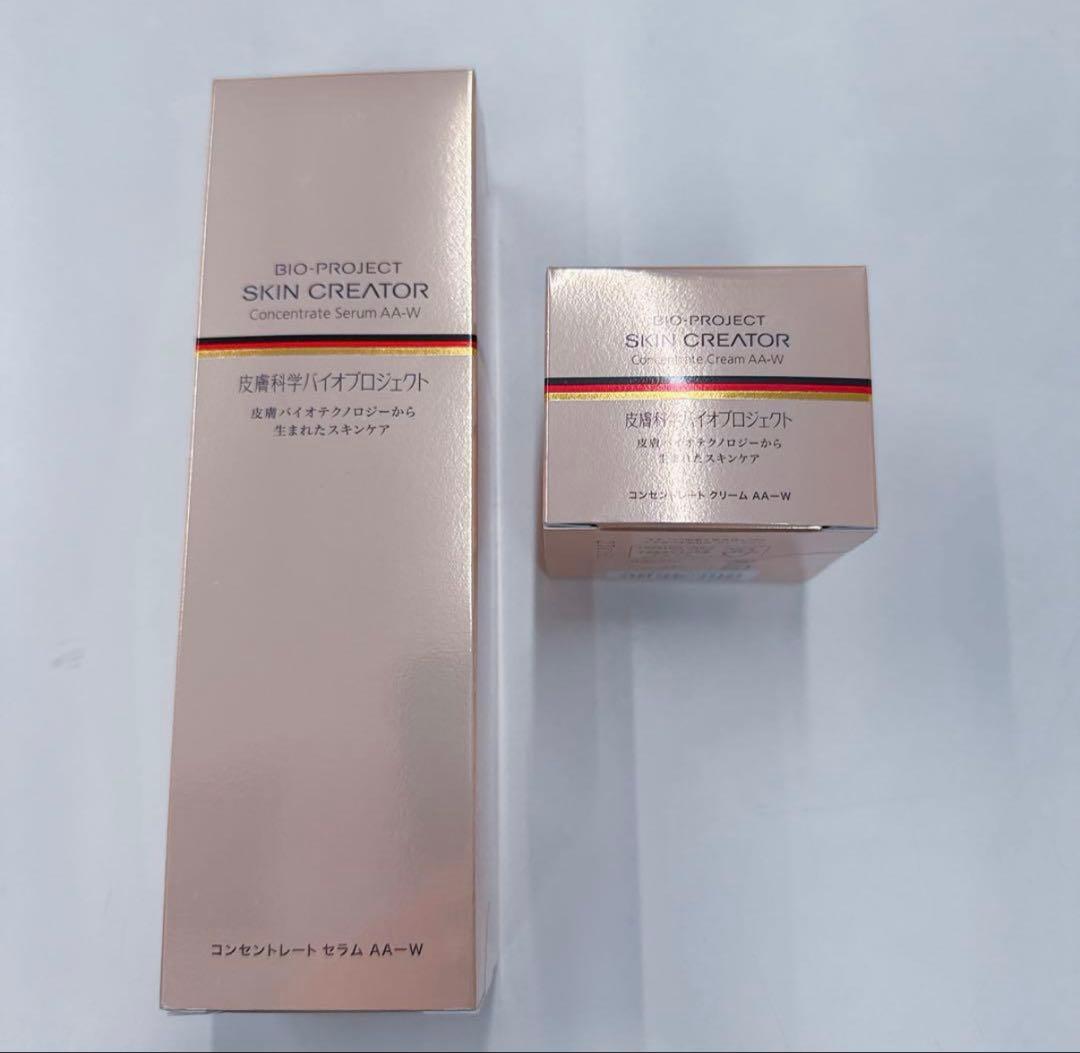 BIO-PROJECT
SKIN CREATOR
Concentrate Serum AA-W
皮膚科学バイオプロジェクト
皮膚バイオテクノロジーから
生まれたスキンケア
コンセントレート セラム AA－W
BIO-PROJECT
SKIN CREATOR
Concentrate Cream AA-W
皮膚科学バイオプロジェクト
皮膚バイオテクノロジーから
生まれたスキンケア
コンセントレート クリーム AA－W